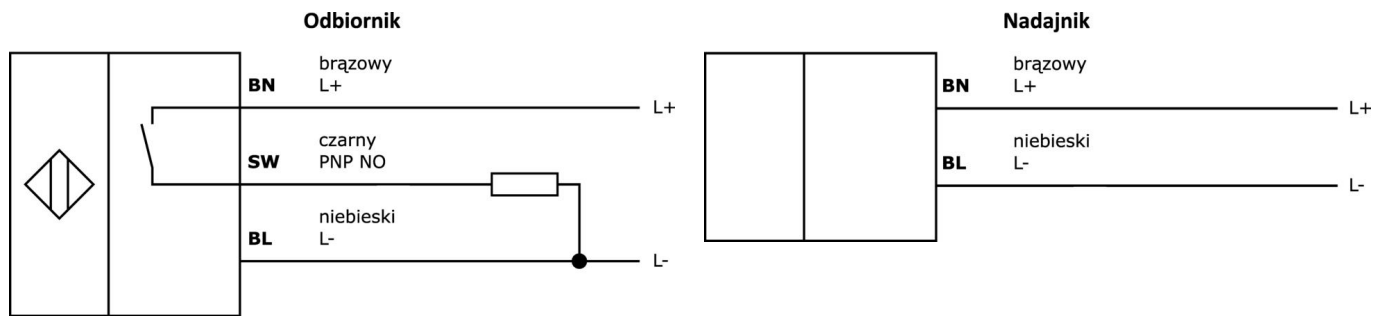 Odbiornik
brązowy
BN L+
L+
czarny
SW PNP NO
niebieski
BL L-
L-
Nadajnik
brązowy
BN L+
L+
niebieski
BL L-
L-